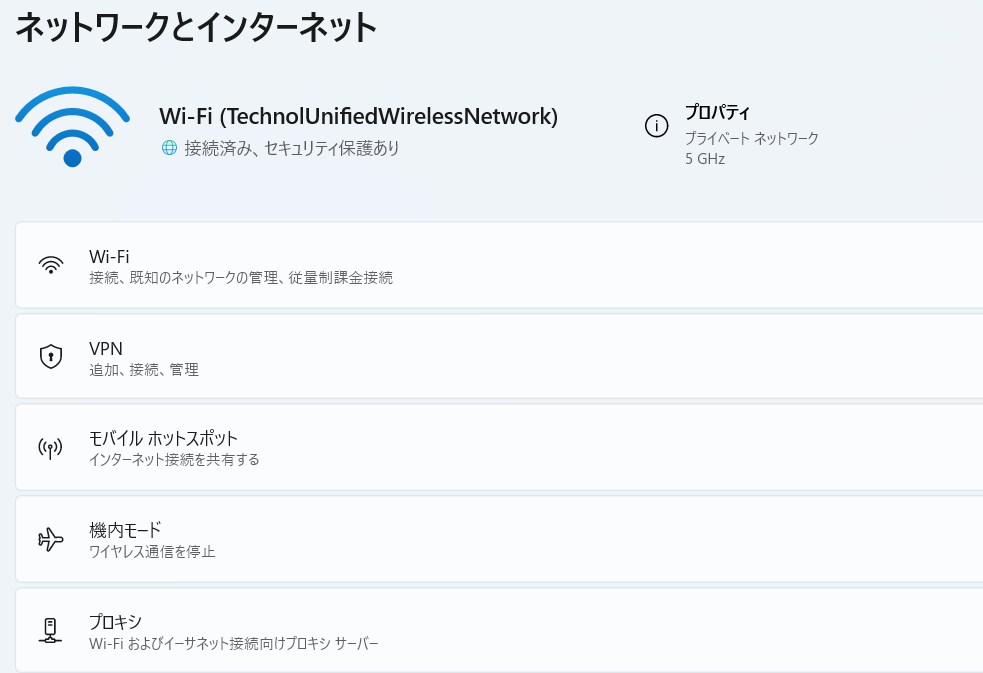 ネットワークとインターネット
Wi-Fi (TechnolUnifiedWirelessNetwork)
接続済み、セキュリティ保護あり
プロパティ
プライベート ネットワーク
5 GHz
Wi-Fi
接続、既知のネットワークの管理、従量制課金接続
VPN
追加、接続、管理
モバイル ホットスポット
インターネット接続を共有する
機内モード
ワイヤレス通信を停止
プロキシ
Wi-Fi およびイーサネット接続向けプロキシ サーバー